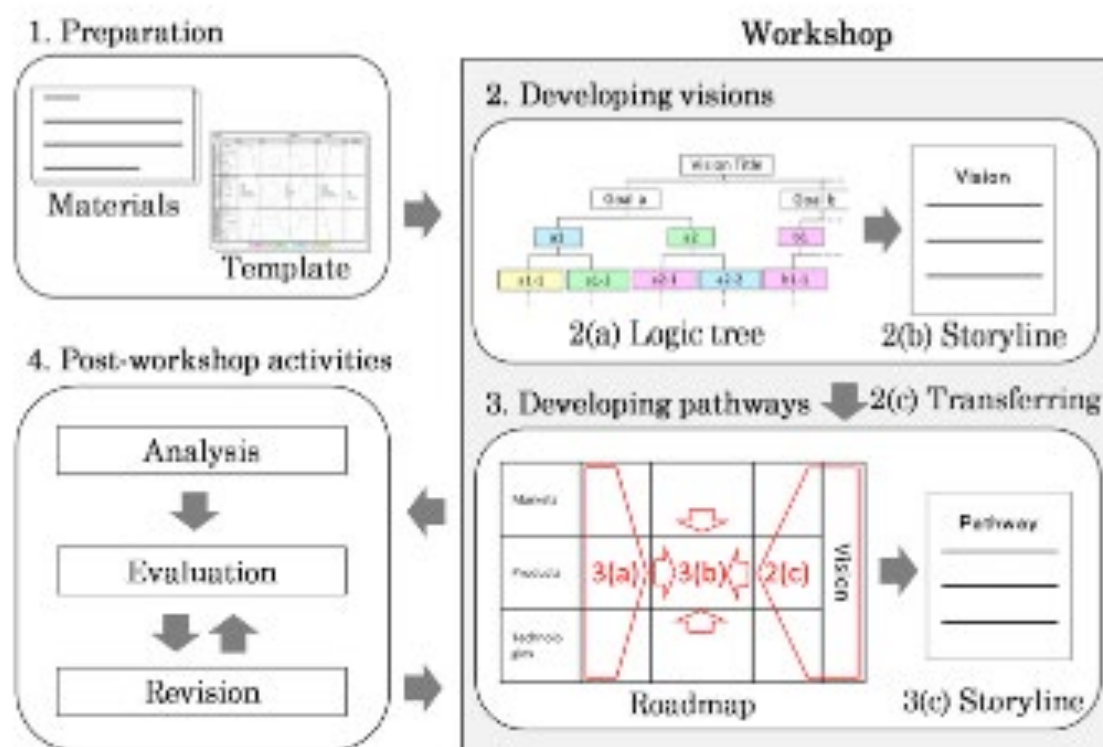 1. Preparation
Materials
Template
Workshop
2. Developing visions
Vision Title
Goal a
Goal b
a1
a2
b1
a1-1
a1-2
a2-1
a2-2
b1-1
2(a) Logic tree
Vision
2(b) Storyline
2(c) Transferring
3. Developing pathways
Markets
Products
Technolo
gies
3(a)
3(b)
2(c)
Vision
Roadmap
Pathway
3(c) Storyline
4. Post-workshop activities
Analysis
Evaluation
Revision